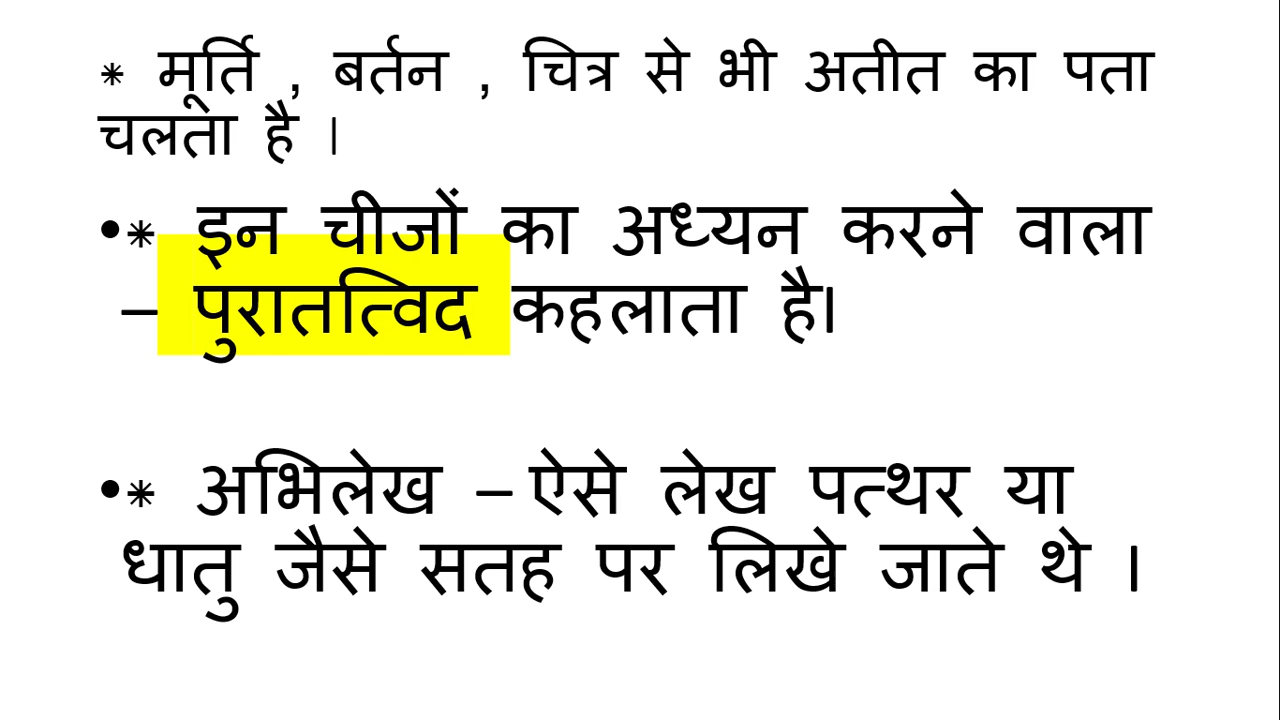 * मूर्ति , बर्तन , चित्र से भी अतीत का पता
चलता है ।
•* इन चीजों का अध्यन करने वाला
– पुरातत्विद कहलाता है।
•* अभिलेख – ऐसे लेख पत्थर या
धातु जैसे सतह पर लिखे जाते थे ।